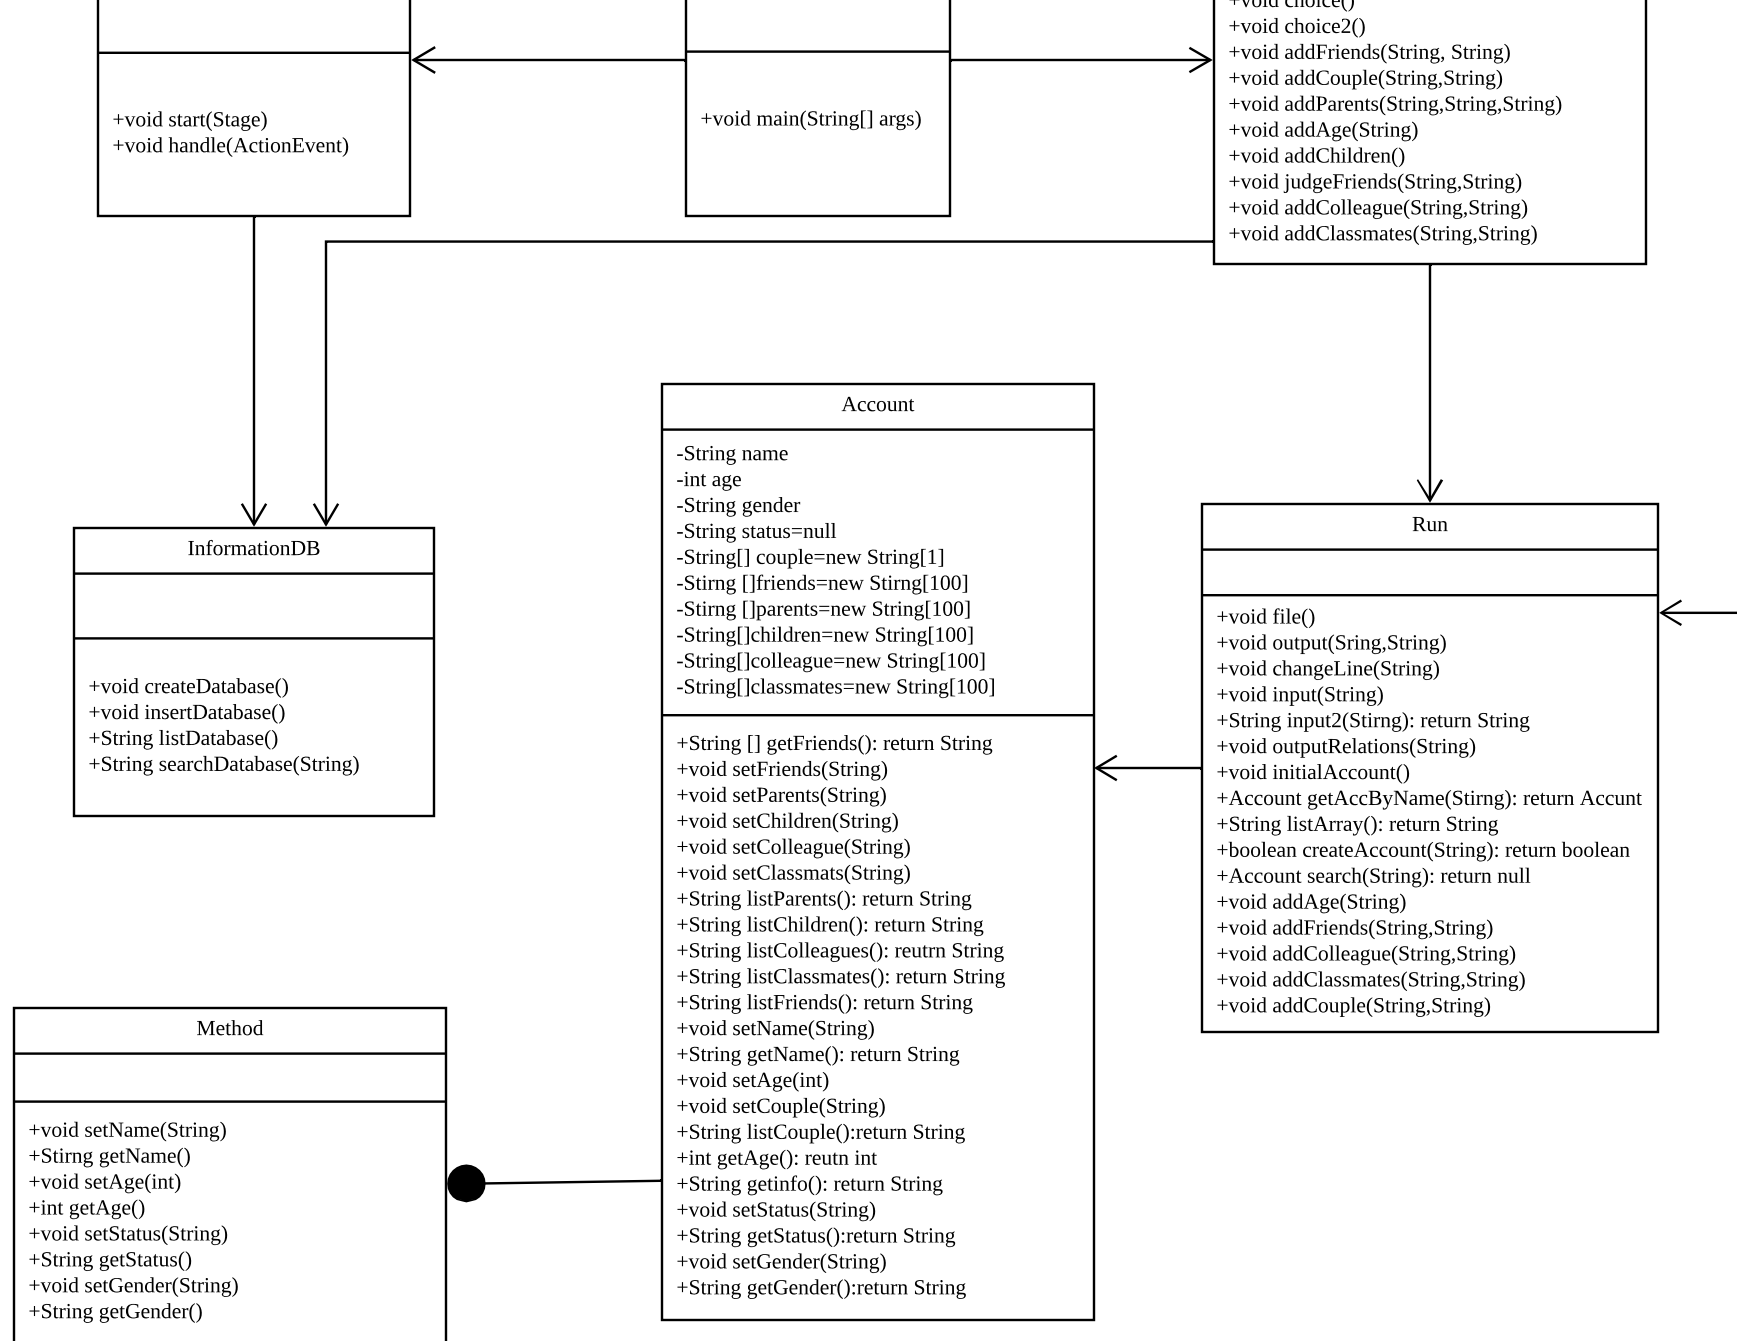 +void start(Stage)
+void handle(ActionEvent)
+void main(String[] args)
+void choice()
+void choice2()
+void addFriends(String, String)
+void addCouple(String,String)
+void addParents(String,String,String)
+void addAge(String)
+void addChildren()
+void judgeFriends(String,String)
+void addColleague(String,String)
+void addClassmates(String,String)
InformationDB
+void createDatabase()
+void insertDatabase()
+String listDatabase()
+String searchDatabase(String)
Account
-String name
-int age
-String gender
-String status=null
-String[] couple=new String[1]
-Stirng []friends=new Stirng[100]
-Stirng []parents=new String[100]
-String[]children=new String[100]
-String[]colleague=new String[100]
-String[]classmates=new String[100]
+String [] getFriends(): return String
+void setFriends(String)
+void setParents(String)
+void setChildren(String)
+void setColleague(String)
+void setClassmats(String)
+String listParents(): return String
+String listChildren(): return String
+String listColleagues(): reutrn String
+String listClassmates(): return String
+String listFriends(): return String
+void setName(String)
+String getName(): return String
+void setAge(int)
+void setCouple(String)
+String listCouple():return String
+int getAge(): reutn int
+String getinfo(): return String
+void setStatus(String)
+String getStatus():return String
+void setGender(String)
+String getGender():return String
Run
+void file()
+void output(Sring,String)
+void changeLine(String)
+void input(String)
+String input2(Stirng): return String
+void outputRelations(String)
+void initialAccount()
+Account getAccByName(Stirng): return Accunt
+String listArray(): return String
+boolean createAccount(String): return boolean
+Account search(String): return null
+void addAge(String)
+void addFriends(String,String)
+void addColleague(String,String)
+void addClassmates(String,String)
+void addCouple(String,String)
Method
+void setName(String)
+Stirng getName()
+void setAge(int)
+int getAge()
+void setStatus(String)
+String getStatus()
+void setGender(String)
+String getGender()